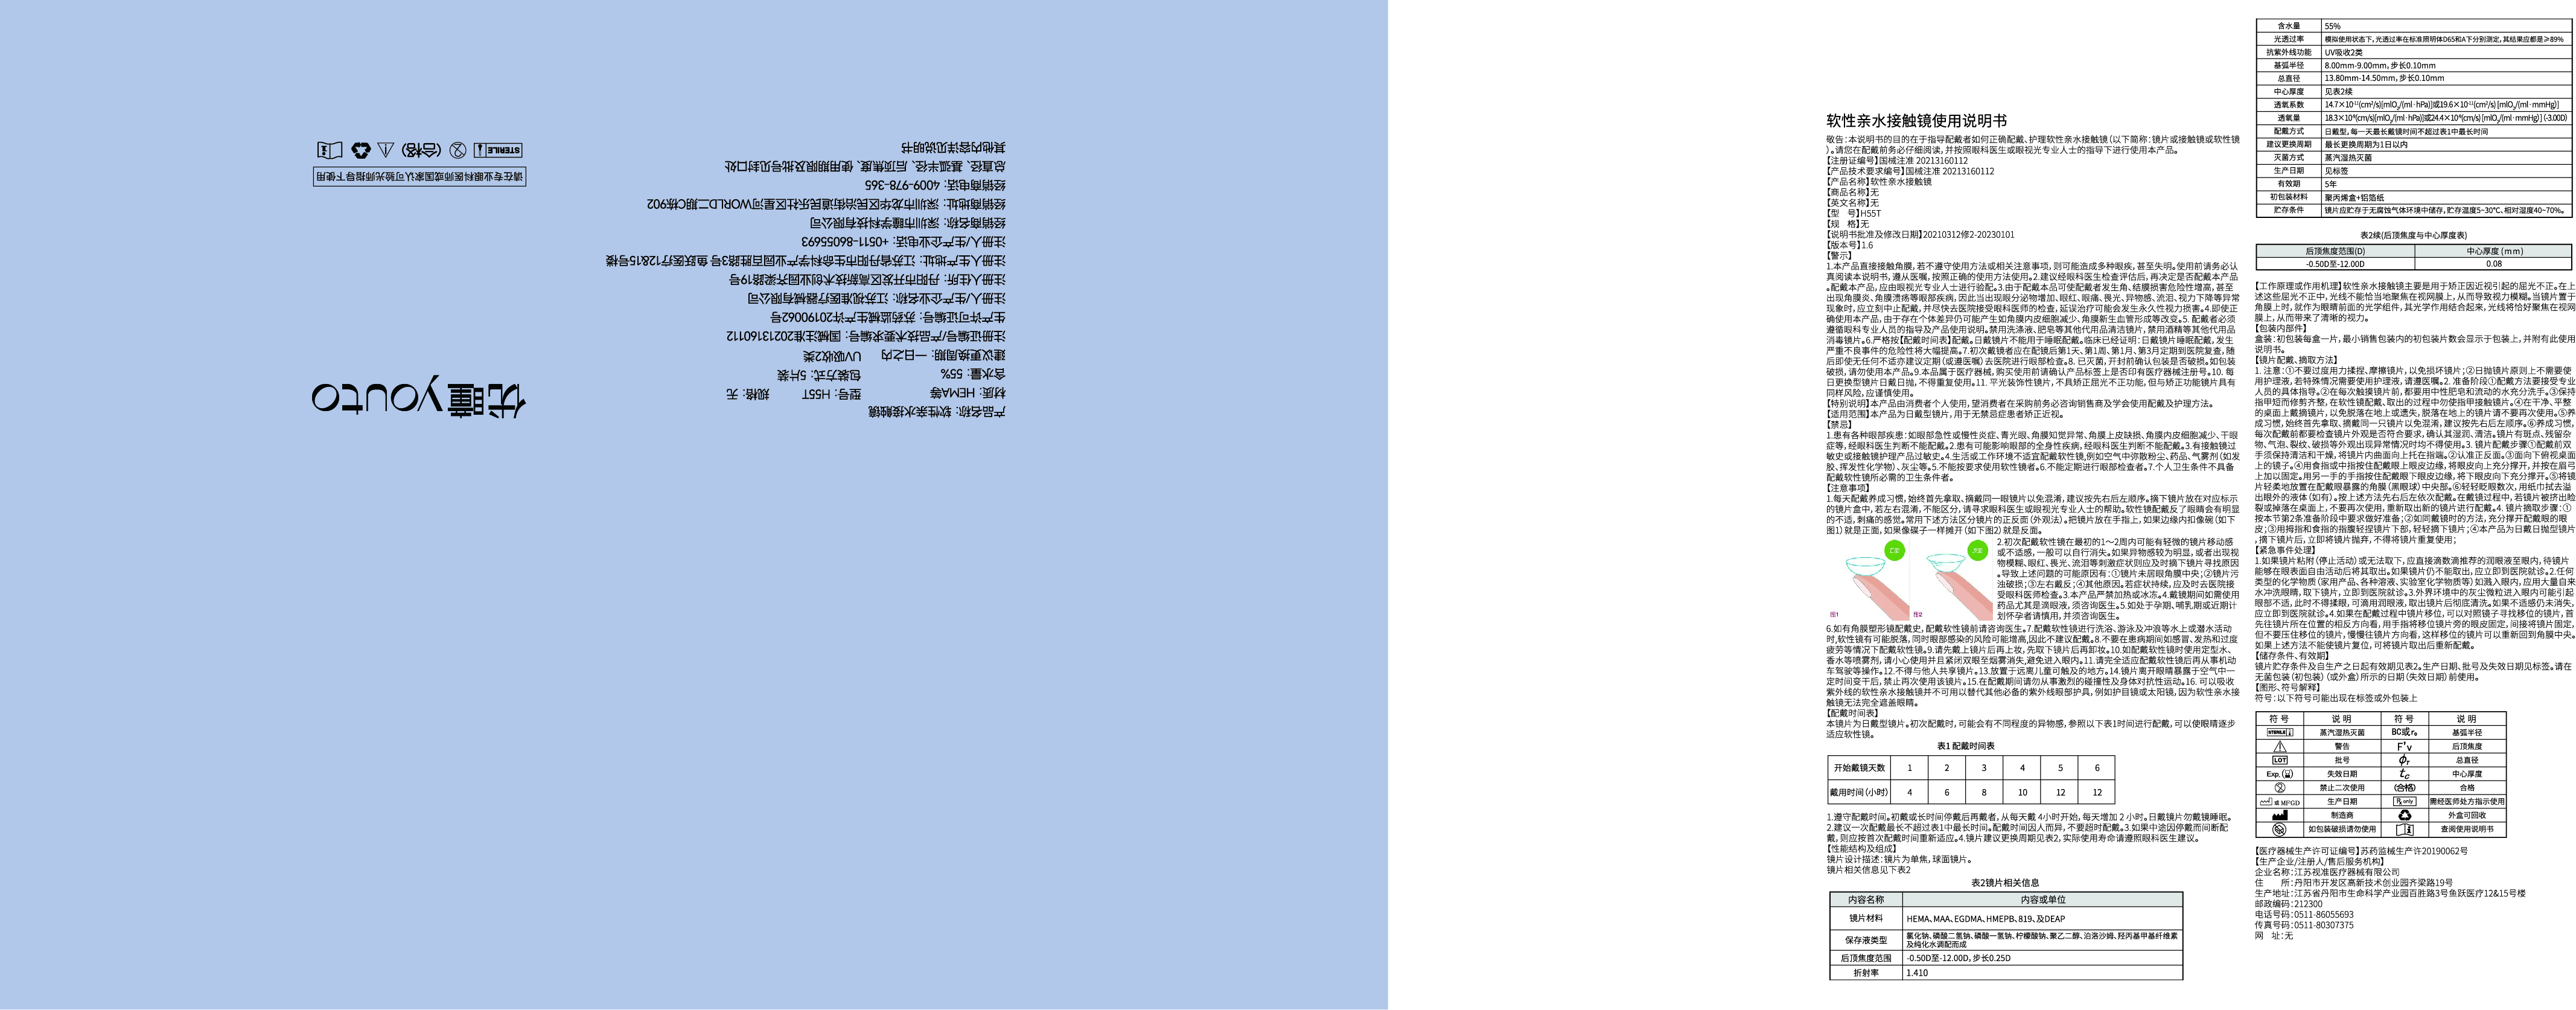 优瞳youto
产品名称: 软性亲水接触镜
材质: HEMA等 型号: H55T 规格: 无
含水量: 55% 包装方式: 5片装
建议更换周期: 一日之内 UV吸收2类
注册证编号/产品技术要求编号: 国械注准20213160112
生产许可证编号: 苏药监械生产许20190062号
注册人/生产企业名称: 江苏视准医疗器械有限公司
注册人住所: 丹阳市开发区高新技术创业园齐梁路19号
注册人生产地址: 江苏省丹阳市生命科学产业园百胜路3号 鱼跃医疗12&15号楼
注册人/生产企业电话: +0511-86055693
经销商名称: 深圳市瞳学科技有限公司
经销商地址: 深圳市龙华区民治街道民乐社区星河WORLD二期C栋902
经销商电话: 4009-978-365
总直径、基弧半径、后顶焦度、使用期限及批号见封口处
其他内容详见说明书
请在专业眼科医师或国家认可验光师指导下使用
STERILE (合格)
软性亲水接触镜使用说明书
敬告:本说明书的目的在于指导配戴者如何正确配戴、护理软性亲水接触镜(以下简称:镜片或接触镜或软性镜
)。请您在配戴前务必仔细阅读,并按照眼科医生或眼视光专业人士的指导下进行使用本产品。
【注册证编号】国械注准 20213160112
【产品技术要求编号】国械注准 20213160112
【产品名称】软性亲水接触镜
【商品名称】无
【英文名称】无
【型 号】H55T
【规 格】无
【说明书批准及修改日期】20210312修2-20230101
【版本号】1.6
【警示】
1.本产品直接接触角膜,若不遵守使用方法或相关注意事项,则可能造成多种眼疾,甚至失明。使用前请务必认
真阅读本说明书,遵从医嘱,按照正确的使用方法使用。2.建议经眼科医生检查评估后,再决定是否配戴本产品
。配戴本产品,应由眼视光专业人士进行验配。3.由于配戴本品可使配戴者发生角、结膜损害危险性增高,甚至
出现角膜炎、角膜溃疡等眼部疾病,因此当出现眼分泌物增加、眼红、眼痛、畏光、异物感、流泪、视力下降等异常
现象时,应立刻中止配戴,并尽快去医院接受眼科医师的检查,延误治疗可能会发生永久性视力损害。4.即使正
确使用本产品,由于存在个体差异仍可能产生如角膜内皮细胞减少、角膜新生血管形成等改变。5. 配戴者必须
遵循眼科专业人员的指导及产品使用说明。禁用洗涤液、肥皂等其他代用品清洁镜片,禁用酒精等其他代用品
消毒镜片。6.严格按【配戴时间表】配戴。日戴镜片不能用于睡眠配戴。临床已经证明:日戴镜片睡眠配戴,发生
严重不良事件的危险性将大幅提高。7.初次戴镜者应在配镜后第1天、第1周、第1月、第3月定期到医院复查,随
后即使无任何不适亦建议定期(或遵医嘱)去医院进行眼部检查。8. 已灭菌,开封前确认包装是否破损。如包装
破损,请勿使用本产品。9.本品属于医疗器械,购买使用前请确认产品标签上是否印有医疗器械注册号。10. 每
日更换型镜片日戴日抛,不得重复使用。11. 平光装饰性镜片,不具矫正屈光不正功能,但与矫正功能镜片具有
同样风险,应谨慎使用。
【特别说明】本产品由消费者个人使用,望消费者在采购前务必咨询销售商及学会使用配戴及护理方法。
【适用范围】本产品为日戴型镜片,用于无禁忌症患者矫正近视。
【禁忌】
1.患有各种眼部疾患:如眼部急性或慢性炎症、青光眼、角膜知觉异常、角膜上皮缺损、角膜内皮细胞减少、干眼
症等,经眼科医生判断不能配戴。2.患有可能影响眼部的全身性疾病,经眼科医生判断不能配戴。3.有接触镜过
敏史或接触镜护理产品过敏史。4.生活或工作环境不适宜配戴软性镜,例如空气中弥散粉尘、药品、气雾剂(如发
胶、挥发性化学物)、灰尘等。5.不能按要求使用软性镜者。6.不能定期进行眼部检查者。7.个人卫生条件不具备
配戴软性镜所必需的卫生条件者。
【注意事项】
1.每天配戴养成习惯,始终首先拿取、摘戴同一眼镜片以免混淆,建议按先右后左顺序。摘下镜片放在对应标示
的镜片盒中,若左右混淆,不能区分,请寻求眼科医生或眼视光专业人士的帮助。软性镜配戴反了眼睛会有明显
的不适,刺痛的感觉。常用下述方法区分镜片的正反面(外观法)。把镜片放在手指上,如果边缘内扣像碗(如下
图1)就是正面,如果像碟子一样摊开(如下图2)就是反面。
正面 反面
图1 图2
2.初次配戴软性镜在最初的1~2周内可能有轻微的镜片移动感
或不适感,一般可以自行消失。如果异物感较为明显,或者出现视
物模糊、眼红、畏光、流泪等刺激症状则应及时摘下镜片寻找原因
。导致上述问题的可能原因有:①镜片未居眼角膜中央;②镜片污
浊破损;③左右戴反;④其他原因。若症状持续,应及时去医院接
受眼科医师检查。3.本产品严禁加热或冰冻。4.戴镜期间如需使用
药品尤其是滴眼液,须咨询医生。5.如处于孕期、哺乳期或近期计
划怀孕者请慎用,并须咨询医生。
6.如有角膜塑形镜配戴史,配戴软性镜前请咨询医生。7.配戴软性镜进行洗浴、游泳及冲浪等水上或潜水活动
时,软性镜有可能脱落,同时眼部感染的风险可能增高,因此不建议配戴。8.不要在患病期间如感冒、发热和过度
疲劳等情况下配戴软性镜。9.请先戴上镜片后再上妆,先取下镜片后再卸妆。10.如配戴软性镜时使用定型水、
香水等喷雾剂,请小心使用并且紧闭双眼至烟雾消失,避免进入眼内。11.请完全适应配戴软性镜后再从事机动
车驾驶等操作。12.不得与他人共享镜片。13.放置于远离儿童可触及的地方。14.镜片离开眼睛暴露于空气中一
定时间变干后,禁止再次使用该镜片。15.在配戴期间请勿从事激烈的碰撞性及身体对抗性运动。16. 可以吸收
紫外线的软性亲水接触镜并不可用以替代其他必备的紫外线眼部护具,例如护目镜或太阳镜,因为软性亲水接
触镜无法完全遮盖眼睛。
【配戴时间表】
本镜片为日戴型镜片。初次配戴时,可能会有不同程度的异物感,参照以下表1时间进行配戴,可以使眼睛逐步
适应软性镜。
表1 配戴时间表
开始戴镜天数 1 2 3 4 5 6
戴用时间(小时) 4 6 8 10 12 12
1.遵守配戴时间。初戴或长时间停戴后再戴者,从每天戴 4小时开始,每天增加 2 小时。日戴镜片勿戴镜睡眠。
2.建议一次配戴最长不超过表1中最长时间。配戴时间因人而异,不要超时配戴。3.如果中途因停戴而间断配
戴,则应按首次配戴时间重新适应。4.镜片建议更换周期见表2,实际使用寿命请遵照眼科医生建议。
【性能结构及组成】
镜片设计描述:镜片为单焦,球面镜片。
镜片相关信息见下表2
表2镜片相关信息
内容名称 内容或单位
镜片材料 HEMA、MAA、EGDMA、HMEPB、819、及DEAP
保存液类型 氯化钠、磷酸二氢钠、磷酸一氢钠、柠檬酸钠、聚乙二醇、泊洛沙姆、羟丙基甲基纤维素
及纯化水调配而成
后顶焦度范围 -0.50D至-12.00D,步长0.25D
折射率 1.410
含水量 55%
光透过率 模拟使用状态下,光透过率在标准照明体D65和A下分别测定,其结果应都是≥89%
抗紫外线功能 UV吸收2类
基弧半径 8.00mm-9.00mm,步长0.10mm
总直径 13.80mm-14.50mm,步长0.10mm
中心厚度 见表2续
透氧系数 14.7×10⁻¹¹(cm²/s)[mlO₂/(ml·hPa)]或19.6×10⁻¹¹(cm²/s) [mlO₂/(ml·mmHg)]
透氧量 18.3×10⁻⁹(cm/s)[mlO₂/(ml·hPa)]或24.4×10⁻⁹(cm/s) [mlO₂/(ml·mmHg)] (-3.00D)
配戴方式 日戴型,每一天最长戴镜时间不超过表1中最长时间
建议更换周期 最长更换周期为1日以内
灭菌方式 蒸汽湿热灭菌
生产日期 见标签
有效期 5年
初包装材料 聚丙烯盒+铝箔纸
贮存条件 镜片应贮存于无腐蚀气体环境中储存,贮存温度5~30℃、相对湿度40~70%。
表2续(后顶焦度与中心厚度表)
后顶焦度范围(D) 中心厚度 (mm)
-0.50D至-12.00D 0.08
【工作原理或作用机理】软性亲水接触镜主要是用于矫正因近视引起的屈光不正。在上
述这些屈光不正中,光线不能恰当地聚焦在视网膜上,从而导致视力模糊。当镜片置于
角膜上时,就作为眼睛前面的光学组件,其光学作用结合起来,光线将恰好聚焦在视网
膜上,从而带来了清晰的视力。
【包装内部件】
盒装:初包装每盒一片,最小销售包装内的初包装片数会显示于包装上,并附有此使用
说明书。
【镜片配戴、摘取方法】
1. 注意:①不要过度用力揉捏、摩擦镜片,以免损坏镜片;②日抛镜片原则上不需要使
用护理液,若特殊情况需要使用护理液,请遵医嘱。2. 准备阶段①配戴方法要接受专业
人员的具体指导。②在每次触摸镜片前,都要用中性肥皂和流动的水充分洗手。③保持
指甲短而修剪齐整,在软性镜配戴、取出的过程中勿使指甲接触镜片。④在干净、平整
的桌面上戴摘镜片,以免脱落在地上或遗失,脱落在地上的镜片请不要再次使用。⑤养
成习惯,始终首先拿取、摘戴同一只镜片以免混淆,建议按先右后左顺序。⑥养成习惯,
每次配戴前都要检查镜片外观是否符合要求,确认其湿润、清洁。镜片有斑点、残留杂
物、气泡、裂纹、破损等外观出现异常情况时均不得使用。3. 镜片配戴步骤①配戴前双
手须保持清洁和干燥,将镜片内曲面向上托在指端。②认准正反面。③面向下俯视桌面
上的镜子。④用食指或中指按住配戴眼上眼皮边缘,将眼皮向上充分撑开,并按在眉弓
上加以固定。用另一手的手指按住配戴眼下眼皮边缘,将下眼皮向下充分撑开。⑤将镜
片轻柔地放置在配戴眼暴露的角膜(黑眼球)中央部。⑥轻轻眨眼数次,用纸巾拭去溢
出眼外的液体(如有)。按上述方法先右后左依次配戴。在戴镜过程中,若镜片被挤出睑
裂或掉落在桌面上,不要再次使用,重新取出新的镜片进行配戴。4. 镜片摘取步骤:①
按本节第2条准备阶段中要求做好准备;②如同戴镜时的方法,充分撑开配戴眼的眼
皮;③用拇指和食指的指腹轻捏镜片下部,轻轻摘下镜片;④本产品为日戴日抛型镜片
,摘下镜片后,立即将镜片抛弃,不得将镜片重复使用;
【紧急事件处理】
1.如果镜片粘附(停止活动)或无法取下,应直接滴数滴推荐的润眼液至眼内,待镜片
能够在眼表面自由活动后将其取出。如果镜片仍不能取出,应立即到医院就诊。2.任何
类型的化学物质(家用产品、各种溶液、实验室化学物质等)如溅入眼内,应用大量自来
水冲洗眼睛,取下镜片,立即到医院就诊。3.外界环境中的灰尘微粒进入眼内可能引起
眼部不适,此时不得揉眼,可滴用润眼液,取出镜片后彻底清洗。如果不适感仍未消失,
应立即到医院就诊。4.如果在配戴过程中镜片移位,可以对照镜子寻找移位的镜片,首
先往镜片所在位置的相反方向看,用手指将移位镜片旁的眼皮固定,间接将镜片固定,
但不要压住移位的镜片,慢慢往镜片方向看,这样移位的镜片可以重新回到角膜中央。
如果上述方法不能使镜片复位,可将镜片取出后重新配戴。
【储存条件、有效期】
镜片贮存条件及自生产之日起有效期见表2。生产日期、批号及失效日期见标签。请在
无菌包装(初包装)(或外盒)所示的日期(失效日期)前使用。
【图形、符号解释】
符号:以下符号可能出现在标签或外包装上
符 号 说 明 符 号 说 明
STERILE 蒸汽湿热灭菌 BC或r₀ 基弧半径
警告 F'v 后顶焦度
LOT 批号 ϕT 总直径
Exp. 失效日期 tC 中心厚度
禁止二次使用 (合格) 合格
或 MFGD 生产日期 Rx only 需经医师处方指示使用
制造商 外盒可回收
如包装破损请勿使用 查阅使用说明书
【医疗器械生产许可证编号】苏药监械生产许20190062号
【生产企业/注册人/售后服务机构】
企业名称:江苏视准医疗器械有限公司
住 所:丹阳市开发区高新技术创业园齐梁路19号
生产地址:江苏省丹阳市生命科学产业园百胜路3号鱼跃医疗12&15号楼
邮政编码:212300
电话号码:0511-86055693
传真号码:0511-80307375
网 址:无